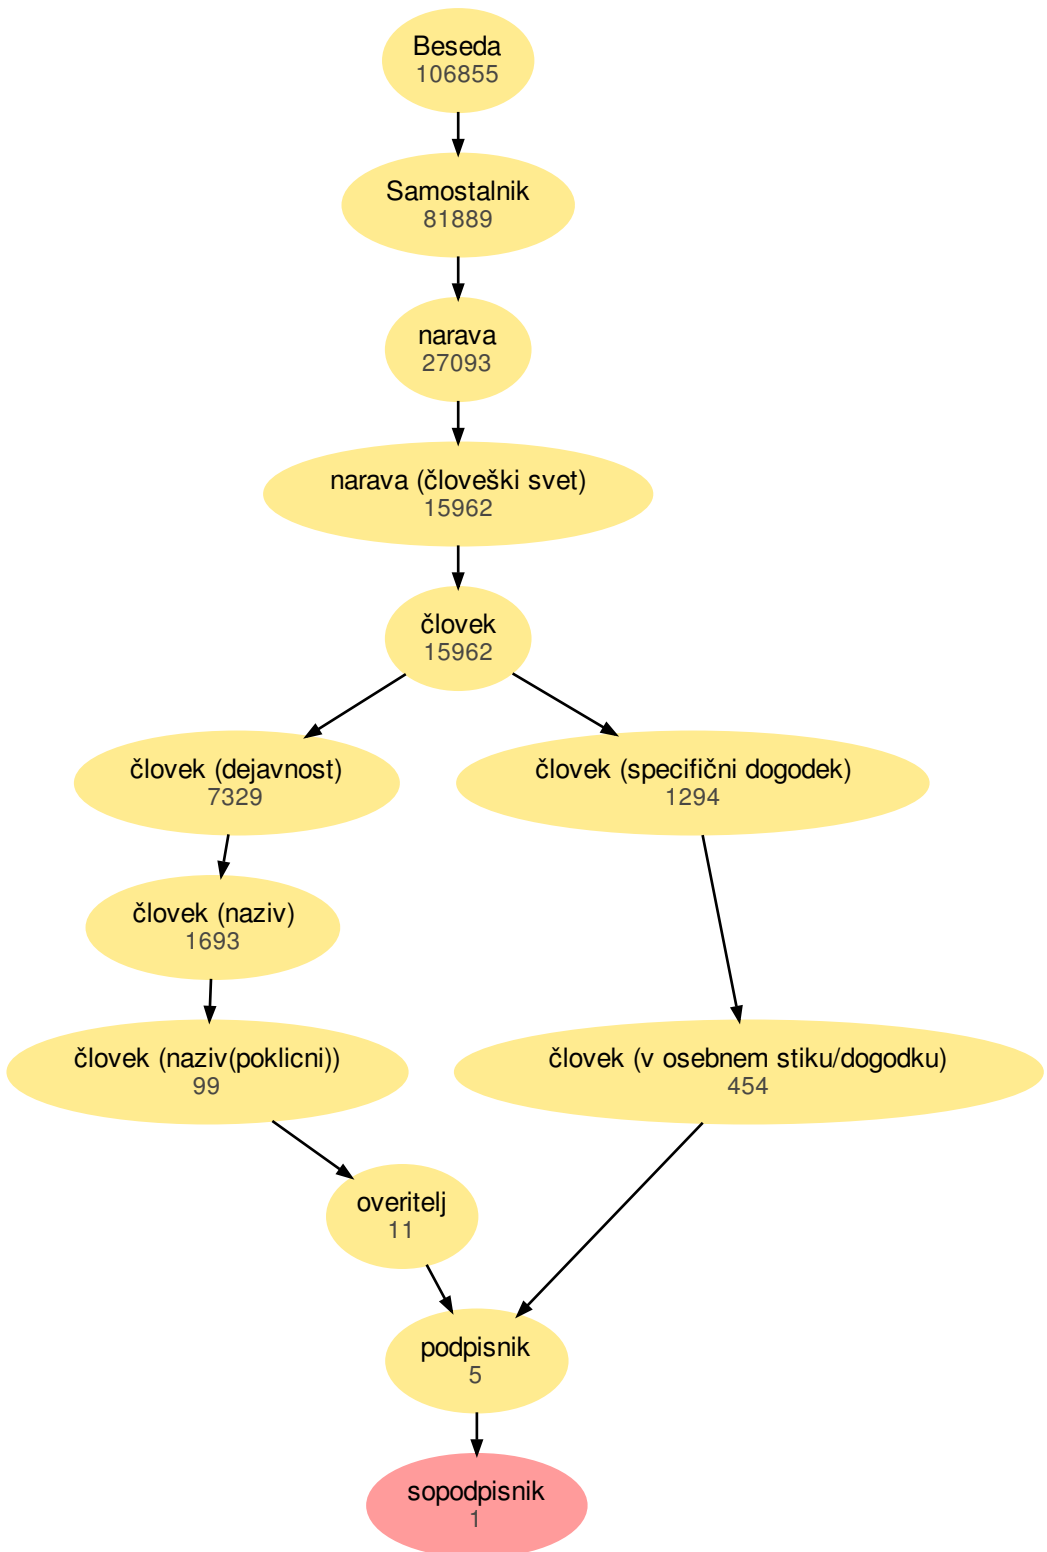 Beseda
106855
Samostalnik
81889
narava
27093
narava (človeški svet)
15962
človek
15962
človek (dejavnost)
7329
človek (specifični dogodek)
1294
človek (naziv)
1693
človek (naziv(poklicni))
99
človek (v osebnem stiku/dogodku)
454
overitelj
11
podpisnik
5
sopodpisnik
1